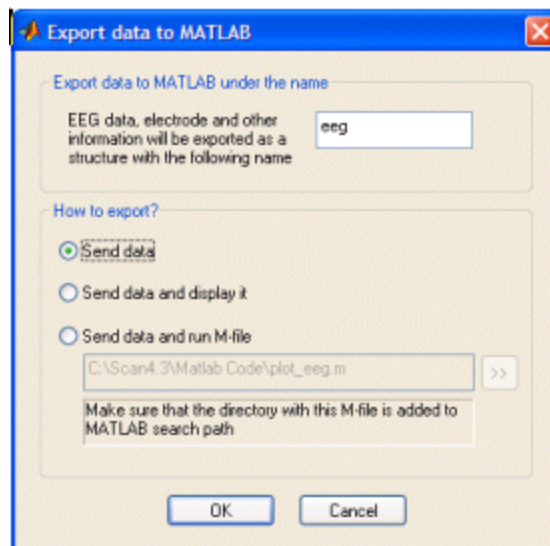 Export data to MATLAB
Export data to MATLAB under the name
EEG data, electrode and other
information will be exported as a
structure with the following name
eeg
How to export?
Send data
Send data and display it
Send data and run M-file
C:\Scan4.3\Matlab Code\plot_eeg.m
>>
Make sure that the directory with this M-file is added to
MATLAB search path
OK
Cancel